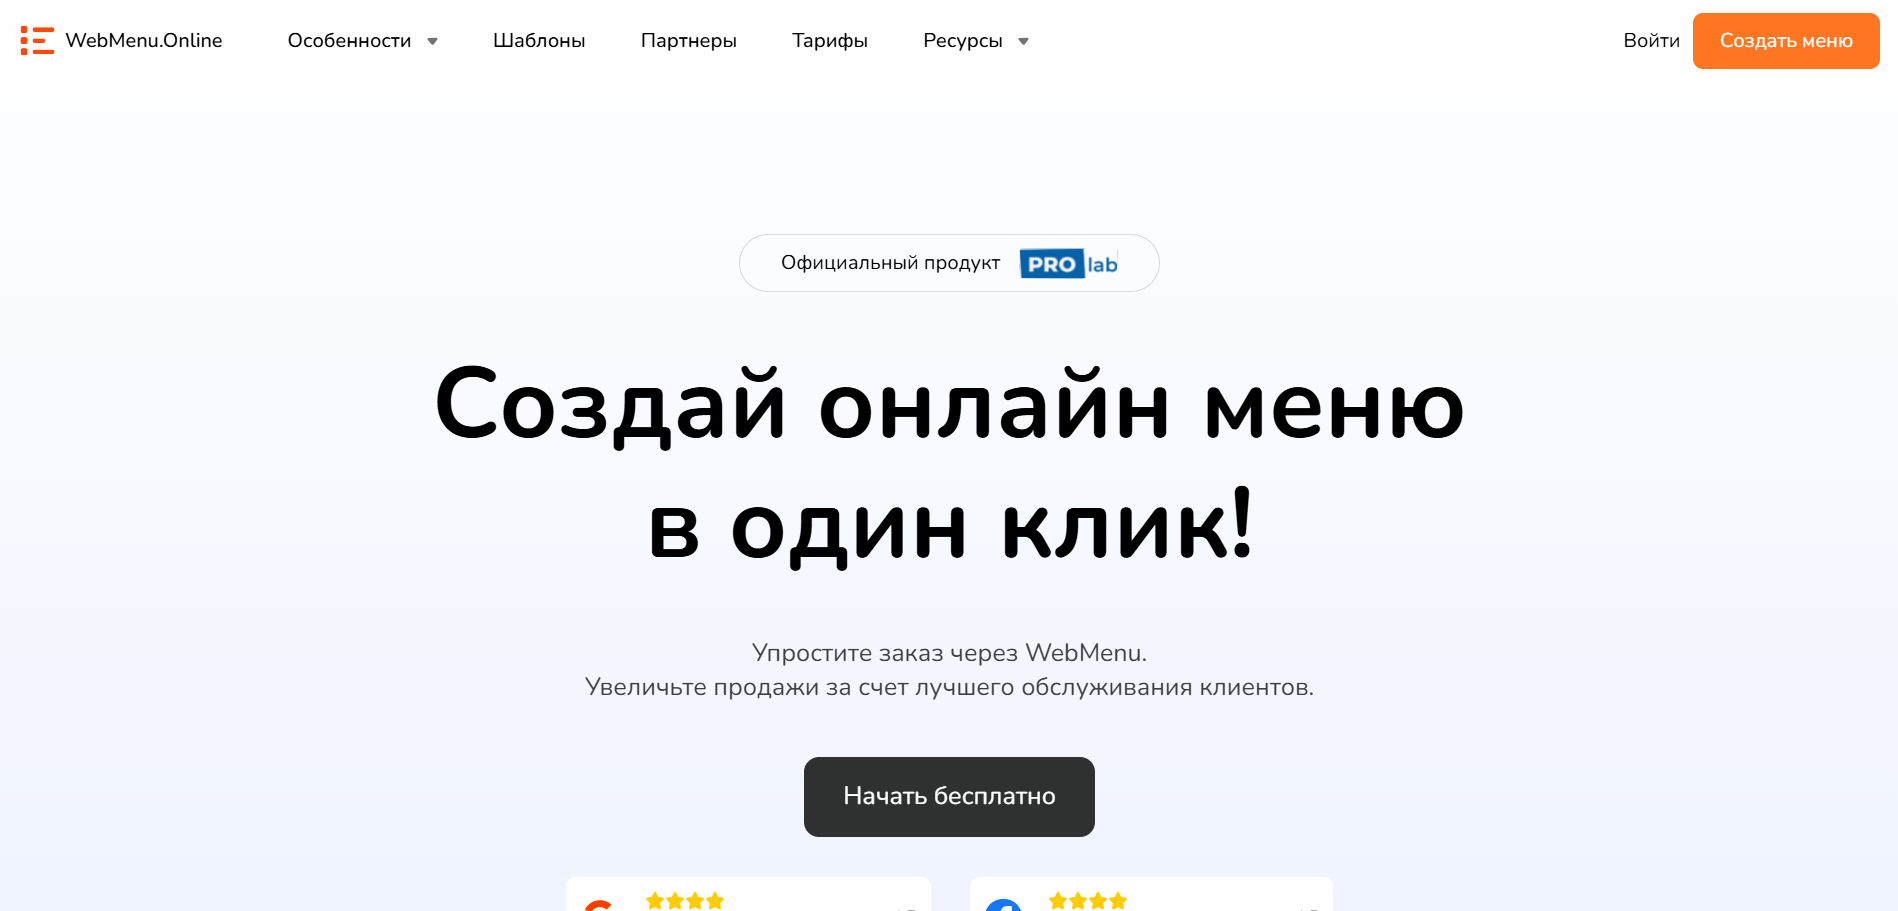 WebMenu.Online
Особенности
Шаблоны
Партнеры
Тарифы
Ресурсы
Войти
Создать меню
Официальный продукт PRO lab
Создай онлайн меню
в один клик!
Упростите заказ через WebMenu.
Увеличьте продажи за счет лучшего обслуживания клиентов.
Начать бесплатно